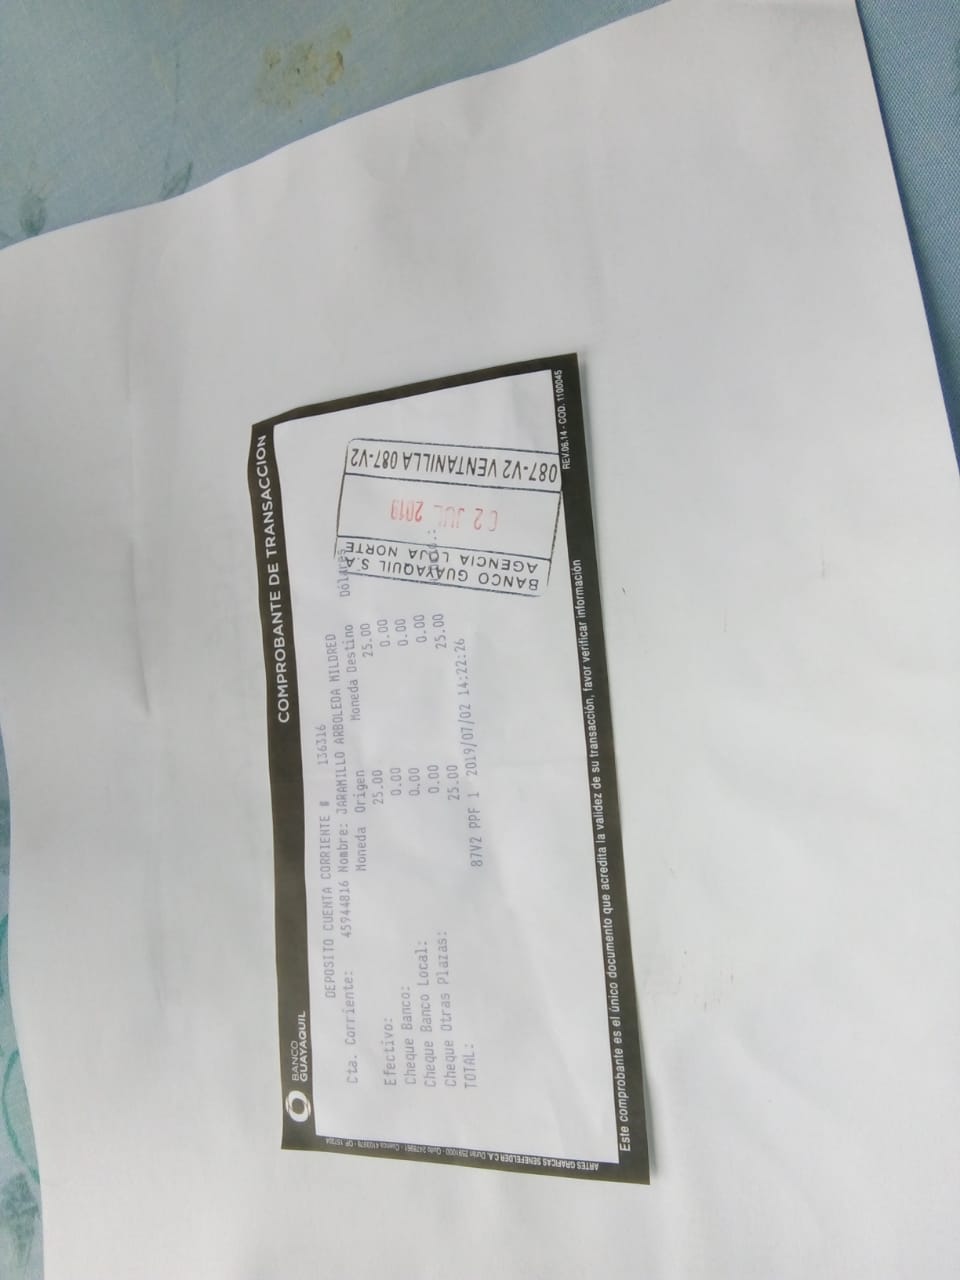 BANCO
GUAYAQUIL
COMPROBANTE DE TRANSACCION
DEPOSITO CUENTA CORRIENTE # 136316
Cta. Corriente: 45944816 Nombre: JARAMILLO ARBOLEDA MILDRED
Moneda Origen Moneda Destino Dólares
Efectivo: 25.00 25.00
Cheque Banco: 0.00 0.00
Cheque Banco Local: 0.00 0.00
Cheque Otras Plazas: 0.00 0.00
TOTAL: 25.00 25.00
87V2 PPF 1 2019/07/02 14:22:26
BANCO GUAYAQUIL S.A.
AGENCIA LOJA NORTE
02 JUL 2019
087-V2 VENTANILLA 087-V2
REV.06.14 - COD. 1100045
Este comprobante es el único documento que acredita la validez de su transacción, favor verificar información
ARTES GRAFICAS SENEFELDER C.A.